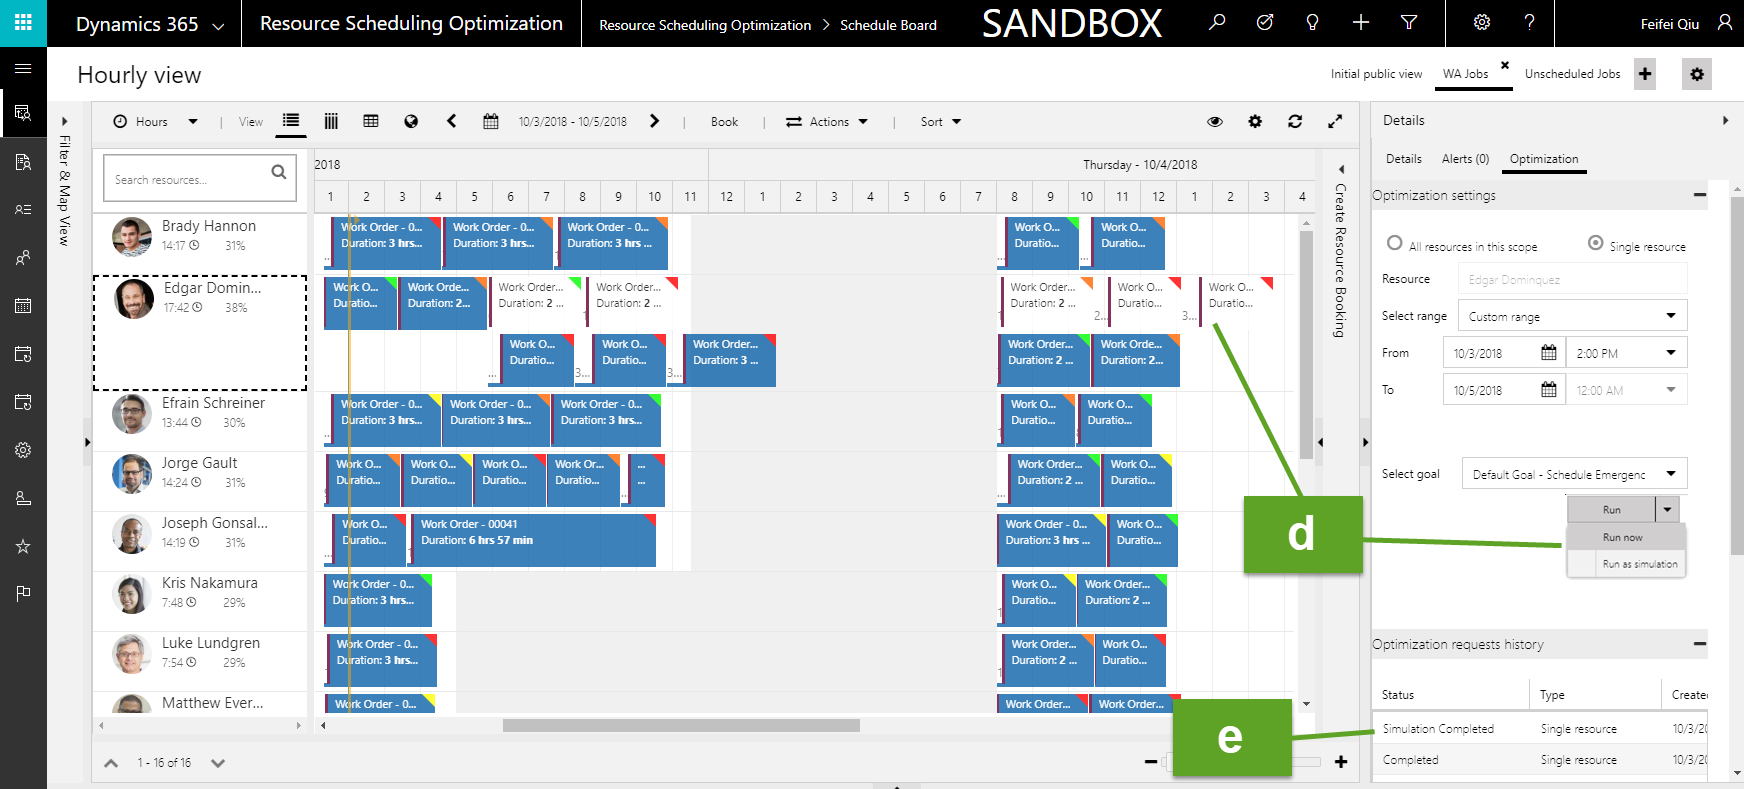 Dynamics 365
Resource Scheduling Optimization
Resource Scheduling Optimization > Schedule Board
SANDBOX
Feifei Qiu
Hourly view
Initial public view
WA Jobs
Unscheduled Jobs
Filter & Map View
Hours
View
10/3/2018 - 10/5/2018
Book
Actions
Sort
Search resources...
2018
Thursday - 10/4/2018
1 2 3 4 5 6 7 8 9 10 11 12 1 2 3 4 5 6 7 8 9 10 11 12 1 2 3 4
Brady Hannon
14:17 31%
Work Order - 0... Work Order - 0... Work Order - 0... Work O... Work O...
Duration: 3 hrs... Duration: 3 hrs... Duration: 3 hrs ... Duratio... Duratio...
Edgar Domin...
17:42 38%
Work O... Work Orde... Work Order... Work Order... Work Order... Work O... Work O...
Duratio... Duration: 2... Duration: 2 ... Duration: 2 ... Duration: 2 ... Duratio... Duratio...
Work O... Work O... Work Order... Work Order... Work Orde...
Duratio... Duratio... Duration: 3 ... Duration: 2 ... Duration: 2...
Efrain Schreiner
13:44 30%
Work Order - 0... Work Order - 0... Work Order - 0... Work O... Work O...
Duration: 3 hrs... Duration: 3 hrs... Duration: 3 hrs... Duratio... Duratio...
Jorge Gault
14:24 31%
Work O... Work O... Work O... Work O... ... Work Order... Work O...
Duratio... Duratio... Duratio... Duratio... ... Duration: 2 ... Duratio...
Joseph Gonsal...
14:19 31%
Work O... Work Order - 00041 Work Order - 0... Work O...
Duratio... Duration: 6 hrs 57 min Duration: 3 hrs ... Duratio...
Kris Nakamura
7:48 29%
Work Order - 0... Work O... Work Order...
Duration: 3 hrs... Duratio... Duration: 2 ...
Luke Lundgren
7:54 29%
Work Order - 0... Work Order... Work O...
Duration: 3 hrs... Duration: 2 ... Duratio...
Matthew Ever...
Work Order - 0... Work Order... Work Order...
1 - 16 of 16
Create Resource Booking
Details
Details
Alerts (0)
Optimization
Optimization settings
All resources in this scope
Single resource
Resource
Edgar Dominquez
Select range
Custom range
From
10/3/2018
2:00 PM
To
10/5/2018
12:00 AM
Select goal
Default Goal - Schedule Emergenc
Run
Run now
Run as simulation
d
Optimization requests history
Status Type Created
Simulation Completed Single resource 10/3/20
Completed Single resource 10/3/20
e